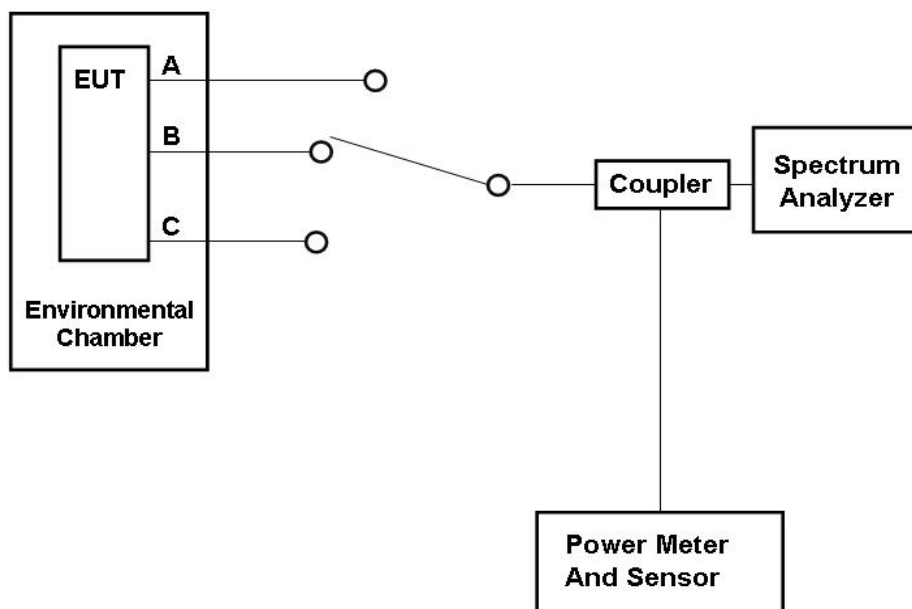 EUT
A
B
C
Environmental
Chamber
Coupler
Spectrum
Analyzer
Power Meter
And Sensor